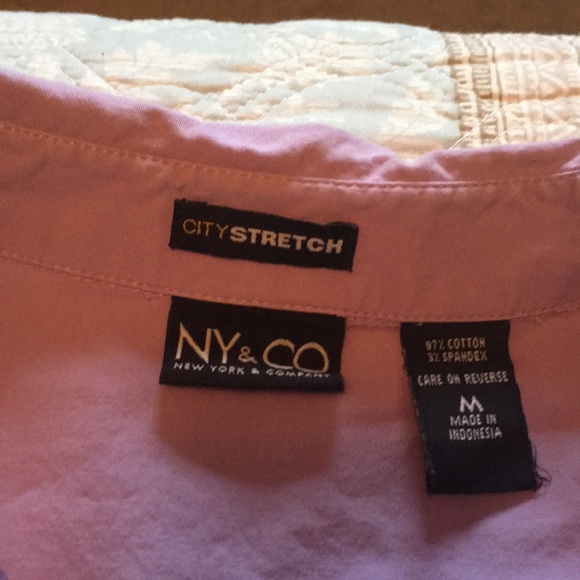 CITY STRETCH
NY & CO
NEW YORK & COMPANY
97% COTTON
3% SPANDEX
CARE ON REVERSE
M
MADE IN
INDONESIA